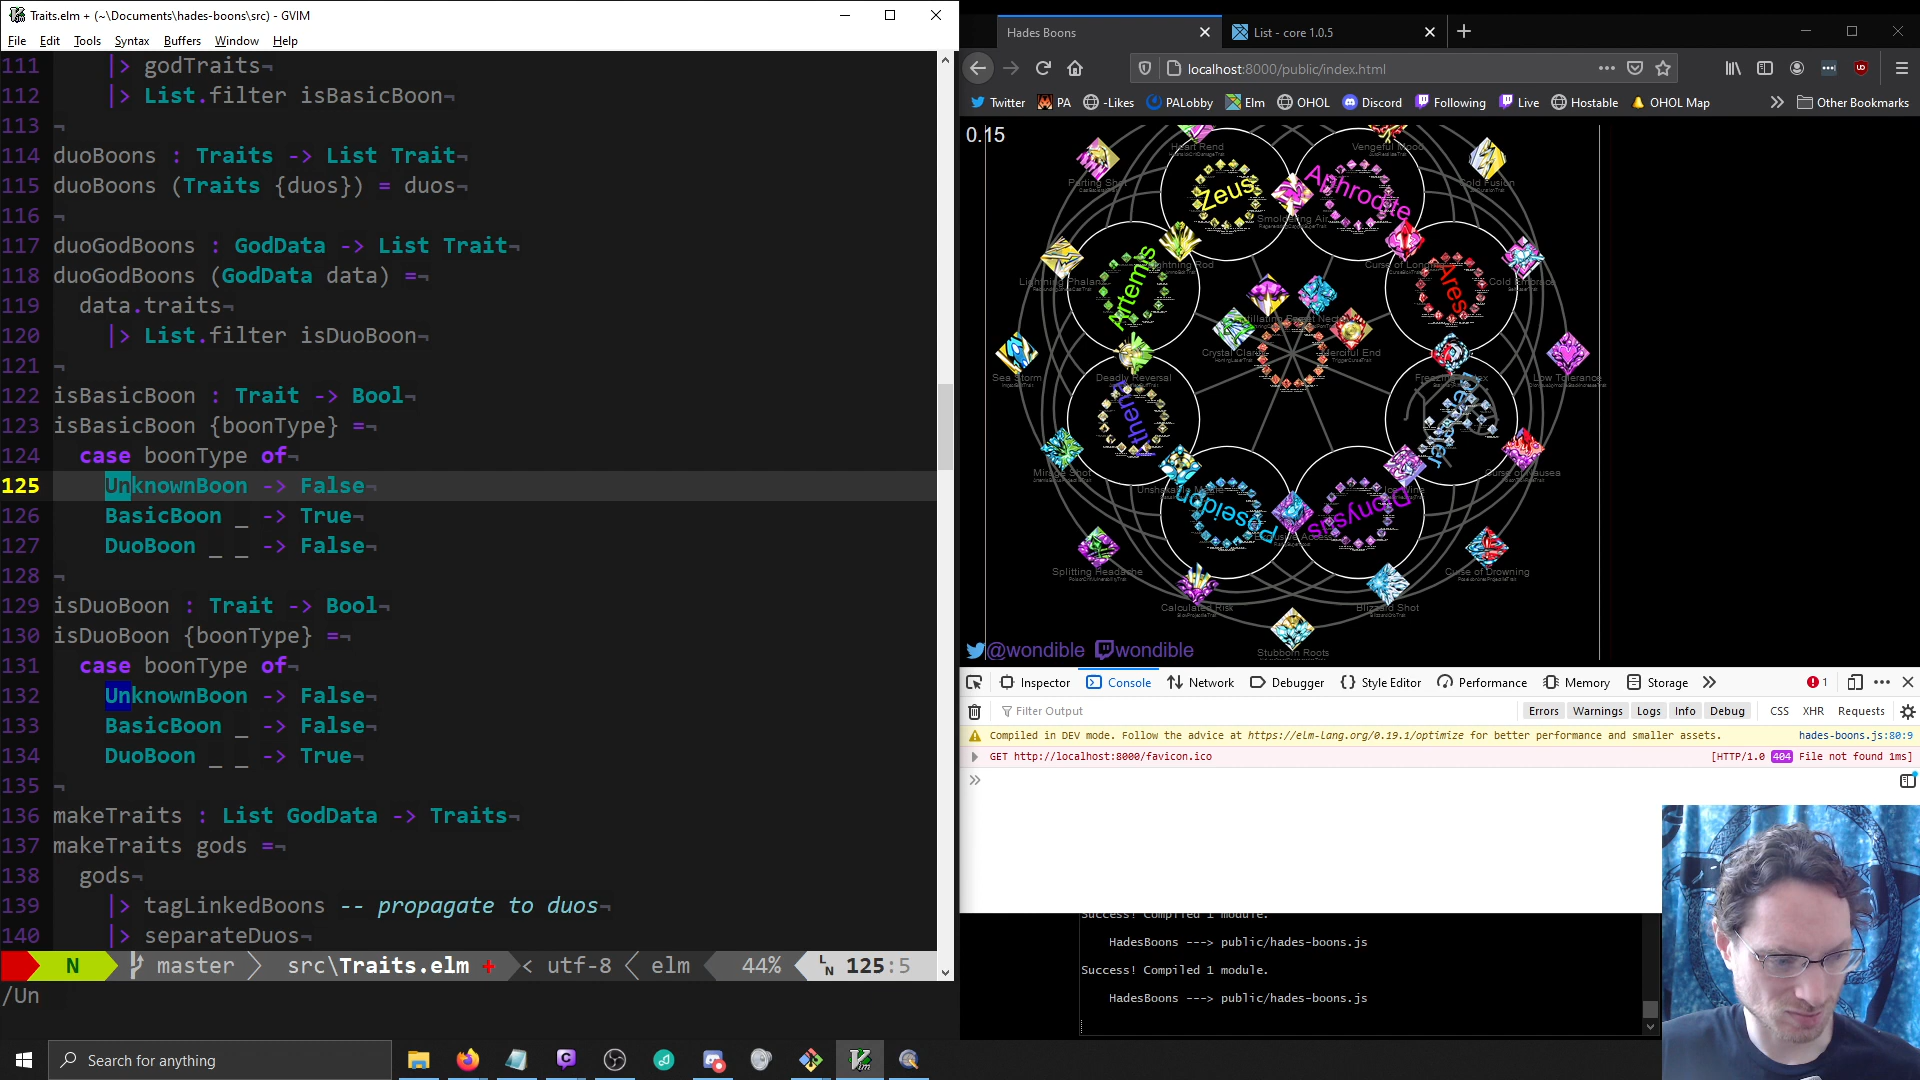 Traits.elm + (~\Documents\hades-boons\src) - GVIM
File Edit Tools Syntax Buffers Window Help
111 |> godTraits¬
112 |> List.filter isBasicBoon¬
113 ¬
114 duoBoons : Traits -> List Trait¬
115 duoBoons (Traits {duos}) = duos¬
116 ¬
117 duoGodBoons : GodData -> List Trait¬
118 duoGodBoons (GodData data) =¬
119 data.traits¬
120 |> List.filter isDuoBoon¬
121 ¬
122 isBasicBoon : Trait -> Bool¬
123 isBasicBoon {boonType} =¬
124 case boonType of¬
125 UnknownBoon -> False¬
126 BasicBoon _ -> True¬
127 DuoBoon _ _ -> False¬
128 ¬
129 isDuoBoon : Trait -> Bool¬
130 isDuoBoon {boonType} =¬
131 case boonType of¬
132 UnknownBoon -> False¬
133 BasicBoon _ -> False¬
134 DuoBoon _ _ -> True¬
135 ¬
136 makeTraits : List GodData -> Traits¬
137 makeTraits gods =¬
138 gods¬
139 |> tagLinkedBoons -- propagate to duos¬
140 |> separateDuos¬
N master src\Traits.elm + utf-8 elm 44% LN 125:5
/Un
Hades Boons
List - core 1.0.5
localhost:8000/public/index.html
Twitter PA -Likes PALobby Elm OHOL Discord Following Live Hostable OHOL Map Other Bookmarks
0.15
Heart Rend
Vengeful Mood
Parting Shot
Zeus
Aphrodite
Cold Fusion
Smoldering Air
Lightning Rod
Curse of Longing
Lightning Phalanx
Artemis
Ares
Cold Embrace
Crystal Clarity
Merciful End
Sea Storm
Deadly Reversal
Freezing Vortex
Low Tolerance
Demeter
Mirage Shot
Curse of Nausea
Unshakable Mettle
Ice Wine
Poseidon
Dionysus
Exclusive Access
Splitting Headache
Curse of Drowning
Calculated Risk
Blizzard Shot
Stubborn Roots
@wondible wondible
Inspector Console Network Debugger Style Editor Performance Memory Storage 1
Filter Output
Errors Warnings Logs Info Debug CSS XHR Requests
Compiled in DEV mode. Follow the advice at https://elm-lang.org/0.19.1/optimize for better performance and smaller assets. hades-boons.js:80:9
GET http://localhost:8000/favicon.ico [HTTP/1.0 404 File not found 1ms]
Success! Compiled 1 module.
HadesBoons ---> public/hades-boons.js
Success! Compiled 1 module.
HadesBoons ---> public/hades-boons.js
Search for anything